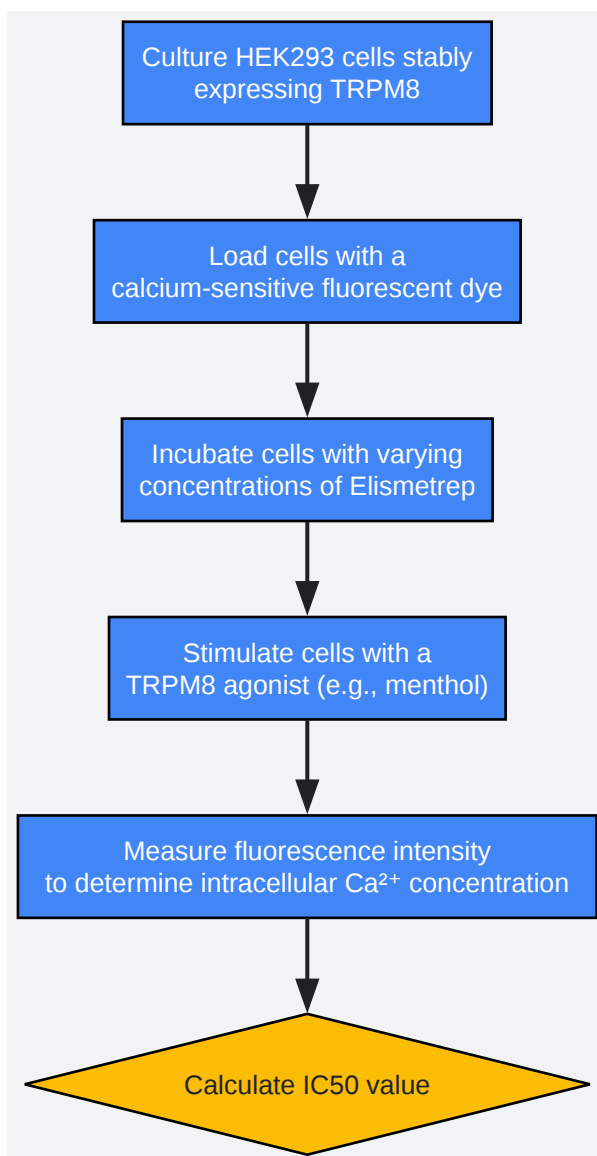 Culture HEK293 cells stably
expressing TRPM8
Load cells with a
calcium-sensitive fluorescent dye
Incubate cells with varying
concentrations of Elismetrep
Stimulate cells with a
TRPM8 agonist (e.g., menthol)
Measure fluorescence intensity
to determine intracellular Ca²⁺ concentration
Calculate IC50 value